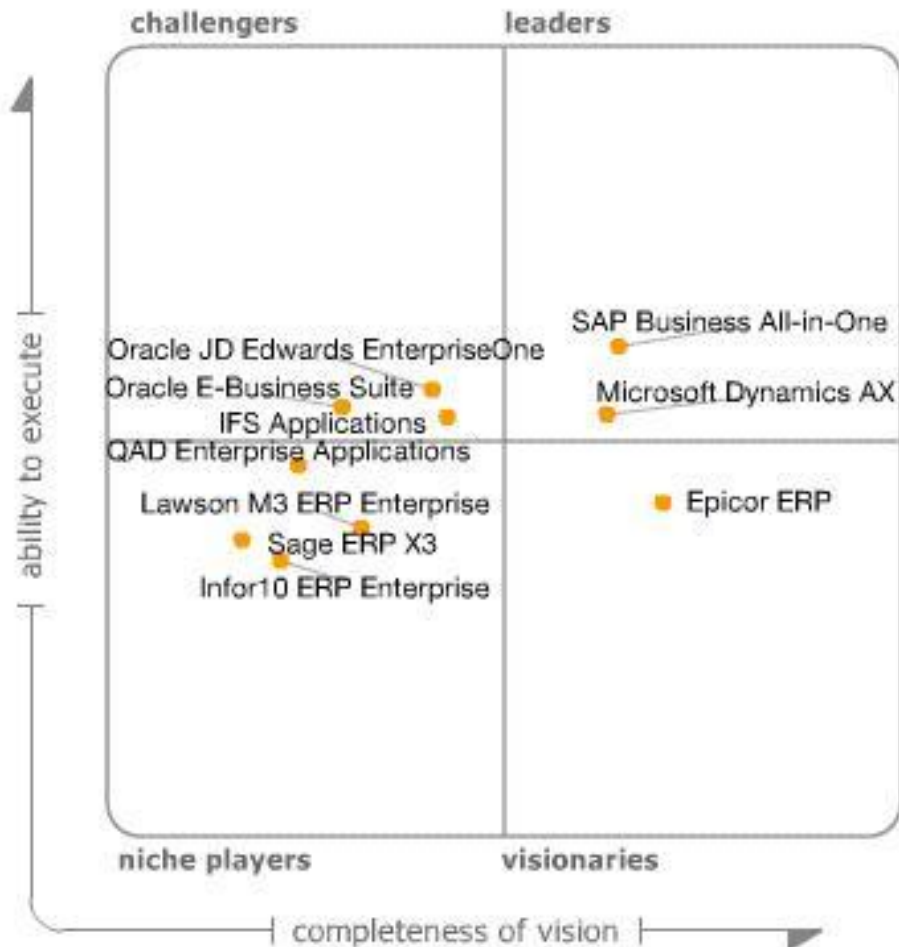 challengers
leaders
SAP Business All-in-One
Oracle JD Edwards EnterpriseOne
Oracle E-Business Suite
Microsoft Dynamics AX
IFS Applications
QAD Enterprise Applications
Lawson M3 ERP Enterprise
Epicor ERP
Sage ERP X3
Infor10 ERP Enterprise
ability to execute
niche players
visionaries
completeness of vision